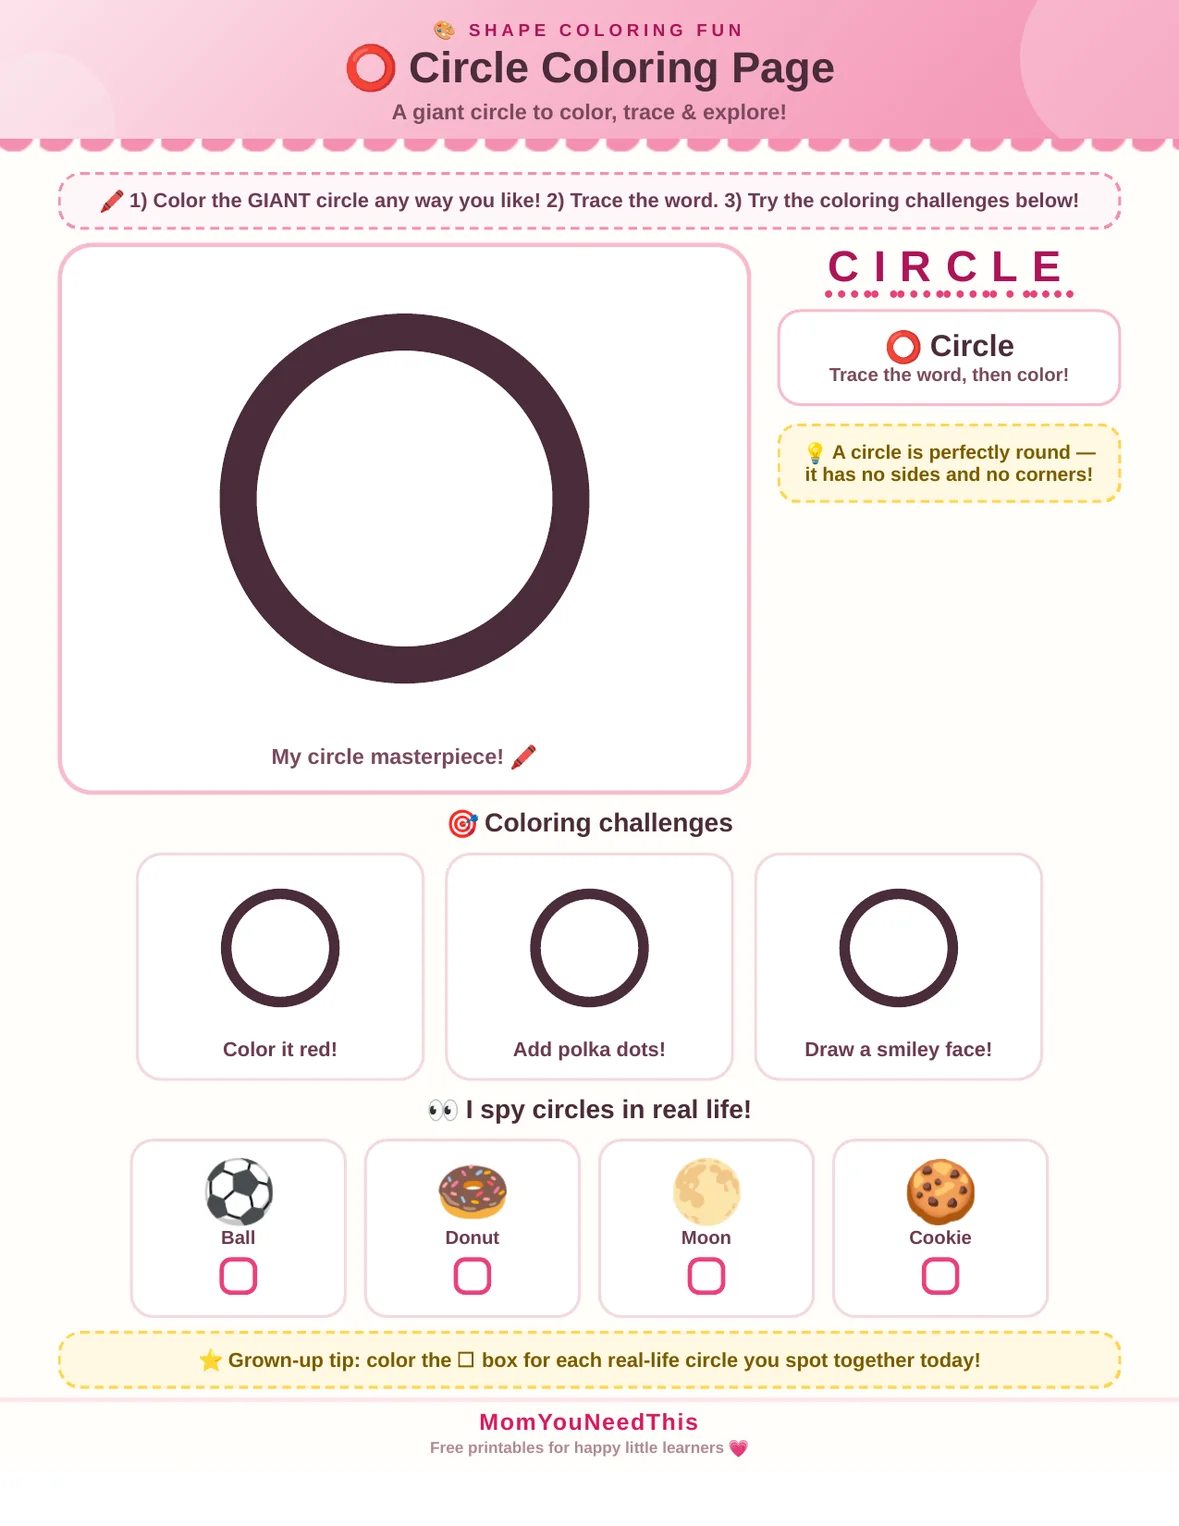 🎨 SHAPE COLORING FUN
⭕ Circle Coloring Page
A giant circle to color, trace & explore!
🖍️ 1) Color the GIANT circle any way you like! 2) Trace the word. 3) Try the coloring challenges below!
CIRCLE
⭕ Circle
Trace the word, then color!
💡 A circle is perfectly round —
it has no sides and no corners!
My circle masterpiece! 🖍️
🎯 Coloring challenges
Color it red!
Add polka dots!
Draw a smiley face!
👀 I spy circles in real life!
Ball
Donut
Moon
Cookie
⭐ Grown-up tip: color the ☐ box for each real-life circle you spot together today!
MomYouNeedThis
Free printables for happy little learners 💗